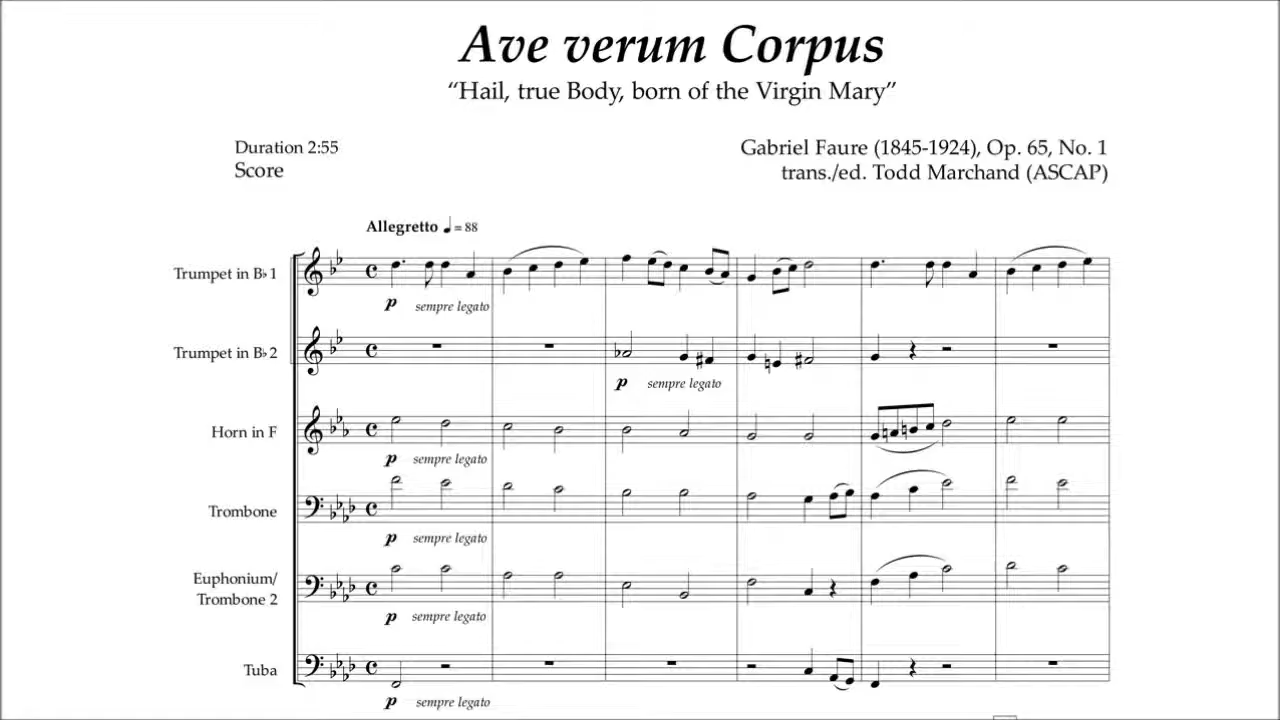 Ave verum Corpus
“Hail, true Body, born of the Virgin Mary”
Duration 2:55
Score
Gabriel Faure (1845-1924), Op. 65, No. 1
trans./ed. Todd Marchand (ASCAP)
Allegretto ♩ = 88
Trumpet in B♭ 1
p sempre legato
Trumpet in B♭ 2
p sempre legato
Horn in F
p sempre legato
Trombone
p sempre legato
Euphonium/
Trombone 2
p sempre legato
Tuba
p sempre legato